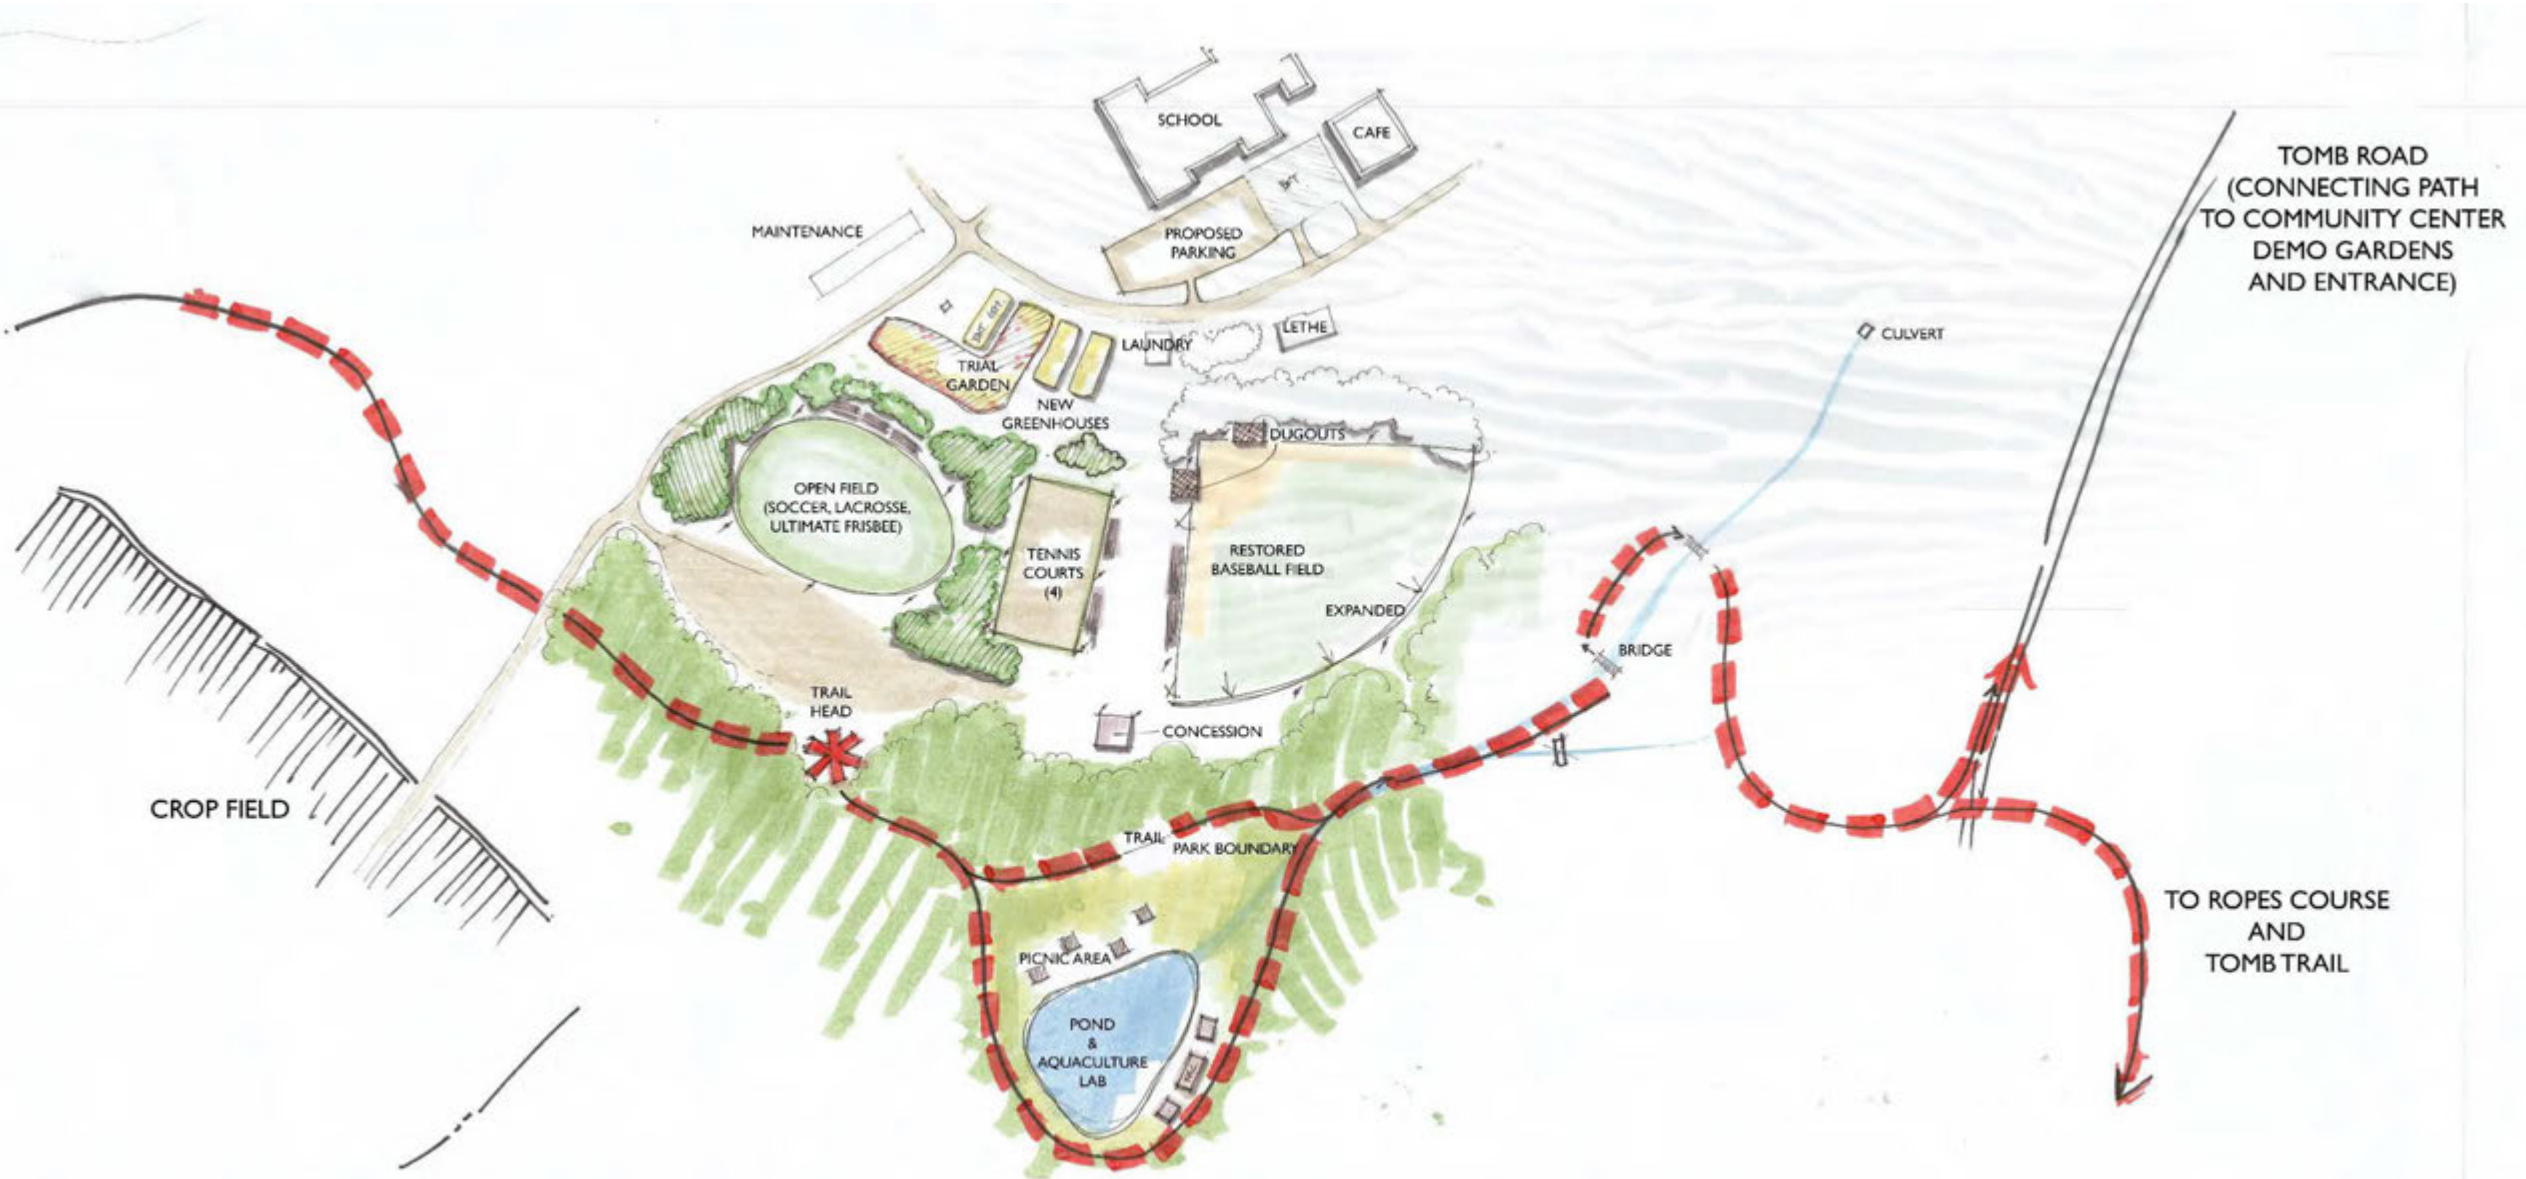 SCHOOL
CAFE
TOMB ROAD
(CONNECTING PATH
TO COMMUNITY CENTER
DEMO GARDENS
AND ENTRANCE)
MAINTENANCE
PROPOSED
PARKING
LETHE
LAUNDRY
CULVERT
TRIAL
GARDEN
NEW
GREENHOUSES
DUGOUTS
OPEN FIELD
(SOCCER, LACROSSE,
ULTIMATE FRISBEE)
TENNIS
COURTS
(4)
RESTORED
BASEBALL FIELD
EXPANDED
BRIDGE
TRAIL
HEAD
CONCESSION
CROP FIELD
TRAIL
PARK BOUNDARY
TO ROPES COURSE
AND
TOMB TRAIL
PICNIC AREA
POND
&
AQUACULTURE
LAB